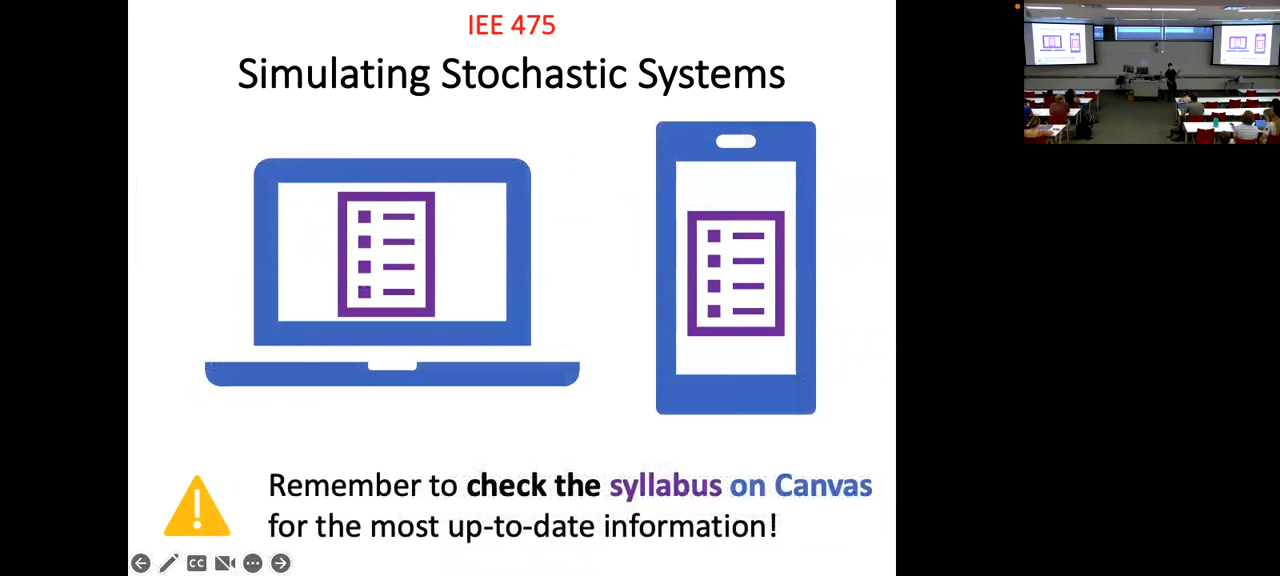 IEE 475
Simulating Stochastic Systems
Remember to check the syllabus on Canvas
for the most up-to-date information!
CC